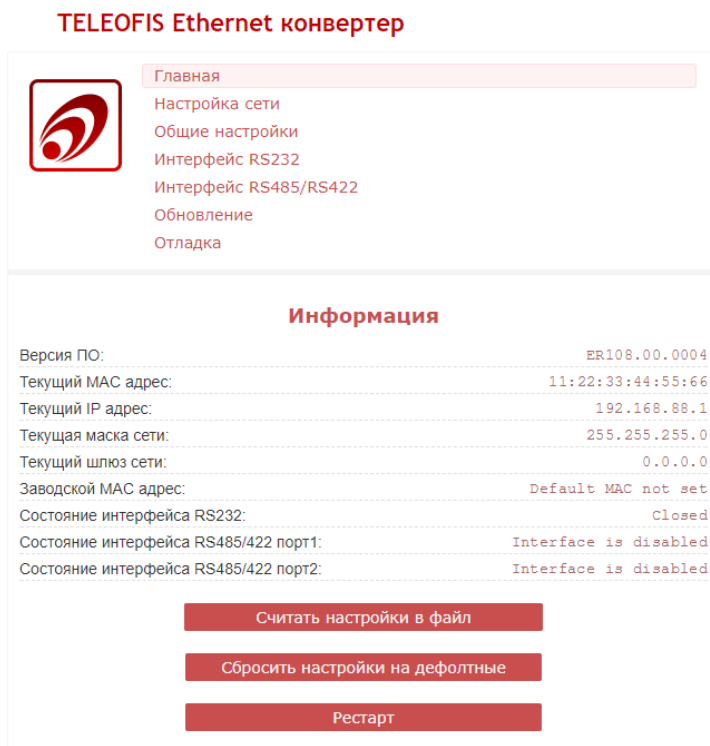 TELEOFIS Ethernet конвертер
Главная
Настройка сети
Общие настройки
Интерфейс RS232
Интерфейс RS485/RS422
Обновление
Отладка
Информация
Версия ПО: ER108.00.0004
Текущий MAC адрес: 11:22:33:44:55:66
Текущий IP адрес: 192.168.88.1
Текущая маска сети: 255.255.255.0
Текущий шлюз сети: 0.0.0.0
Заводской MAC адрес: Default MAC not set
Состояние интерфейса RS232: Closed
Состояние интерфейса RS485/422 порт1: Interface is disabled
Состояние интерфейса RS485/422 порт2: Interface is disabled
Считать настройки в файл
Сбросить настройки на дефолтные
Рестарт